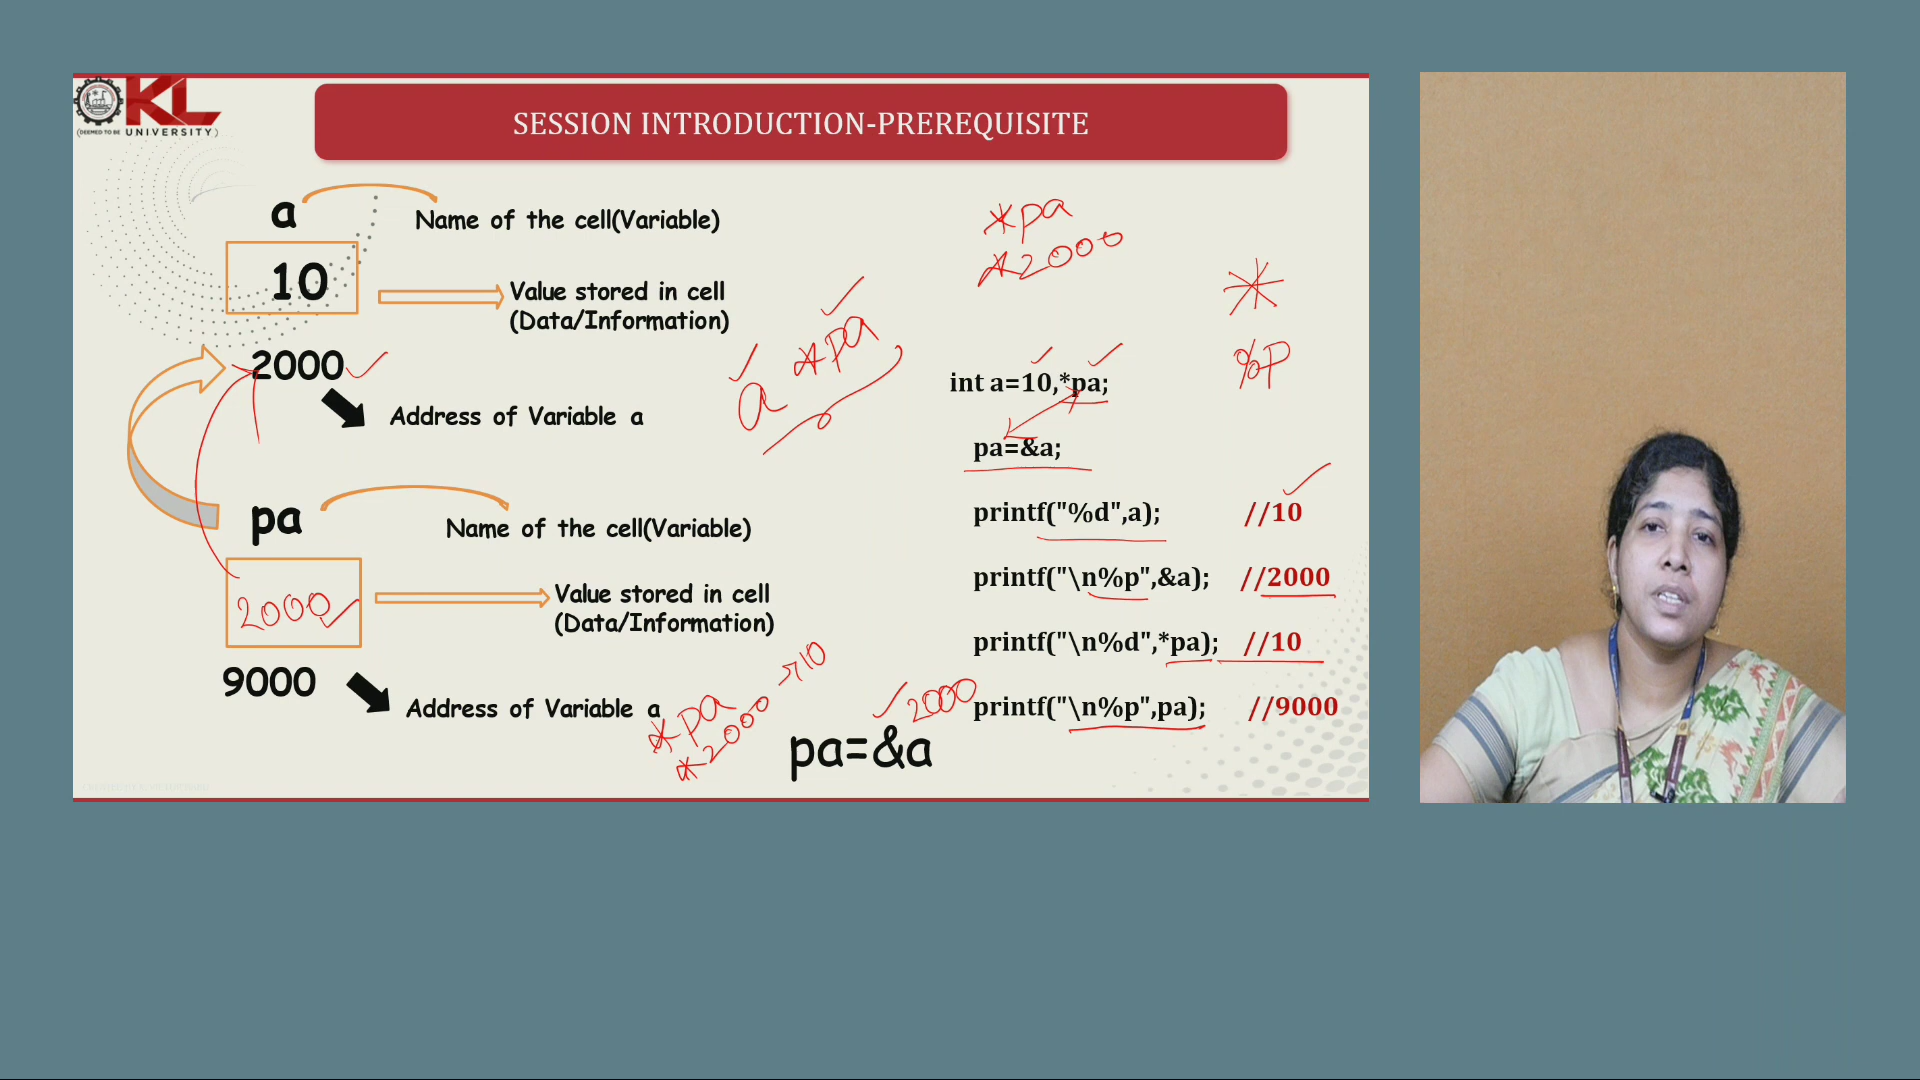 KL
(DEEMED TO BE UNIVERSITY)
SESSION INTRODUCTION-PREREQUISITE
a
Name of the cell(Variable)
10
Value stored in cell
(Data/Information)
2000
Address of Variable a
pa
Name of the cell(Variable)
2000
Value stored in cell
(Data/Information)
9000
Address of Variable a
a *pa
*pa
*2000 →10
2000
pa=&a
*pa
*2000
*
%p
int a=10,*pa;
pa=&a;
printf("%d",a); //10
printf("\n%p",&a); //2000
printf("\n%d",*pa); //10
printf("\n%p",pa); //9000